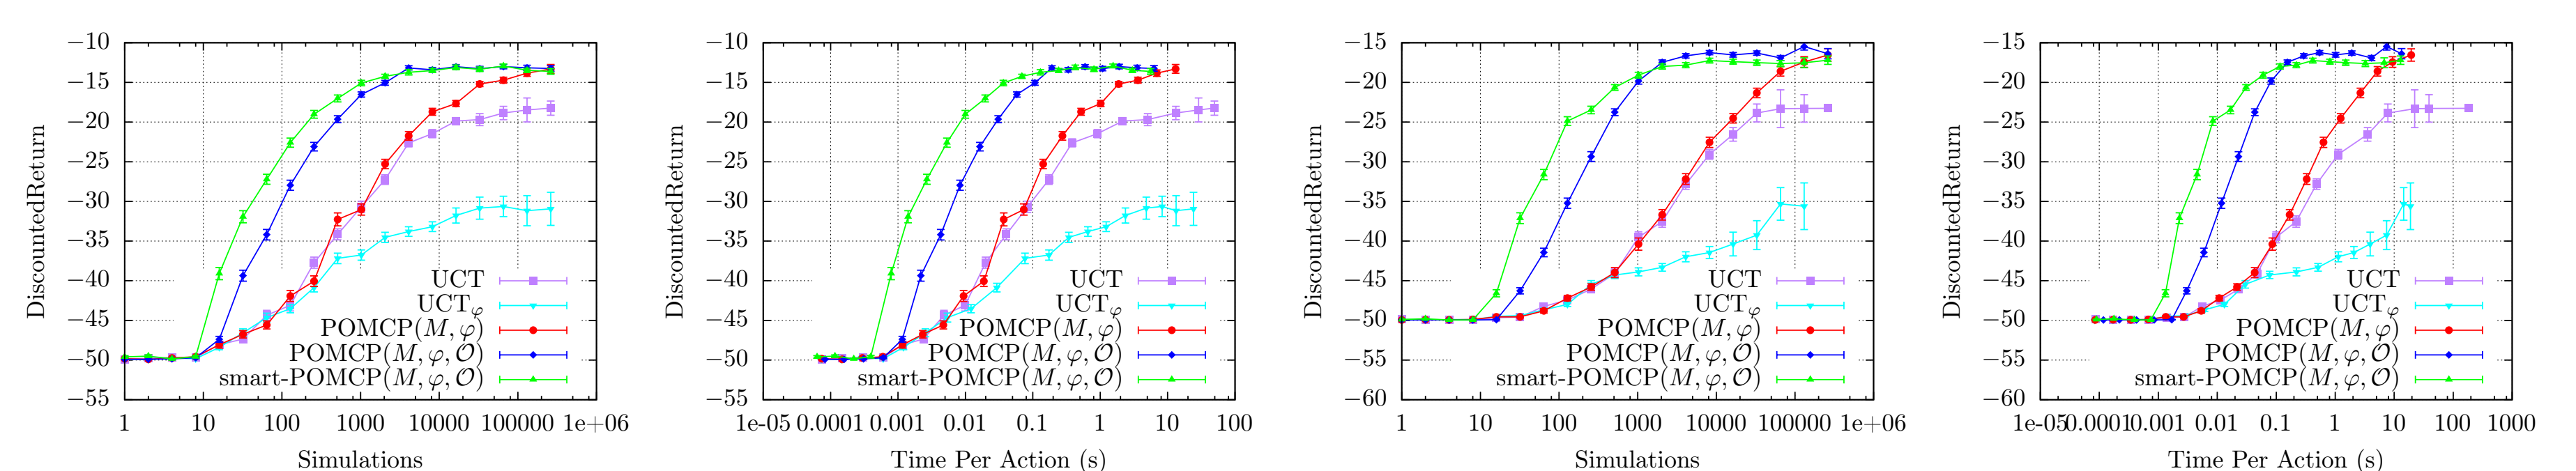 DiscountedReturn
−10
−15
−20
−25
−30
−35
−40
−45
−50
−55
UCT
UCTφ
POMCP(M, φ)
POMCP(M, φ, O)
smart-POMCP(M, φ, O)
1 10 100 1000 10000 100000 1e+06
Simulations
DiscountedReturn
−10
−15
−20
−25
−30
−35
−40
−45
−50
−55
UCT
UCTφ
POMCP(M, φ)
POMCP(M, φ, O)
smart-POMCP(M, φ, O)
1e-05 0.0001 0.001 0.01 0.1 1 10 100
Time Per Action (s)
DiscountedReturn
−15
−20
−25
−30
−35
−40
−45
−50
−55
−60
UCT
UCTφ
POMCP(M, φ)
POMCP(M, φ, O)
smart-POMCP(M, φ, O)
1 10 100 1000 10000 100000 1e+06
Simulations
DiscountedReturn
−15
−20
−25
−30
−35
−40
−45
−50
−55
−60
UCT
UCTφ
POMCP(M, φ)
POMCP(M, φ, O)
smart-POMCP(M, φ, O)
1e-05 0.0001 0.001 0.01 0.1 1 10 100 1000
Time Per Action (s)